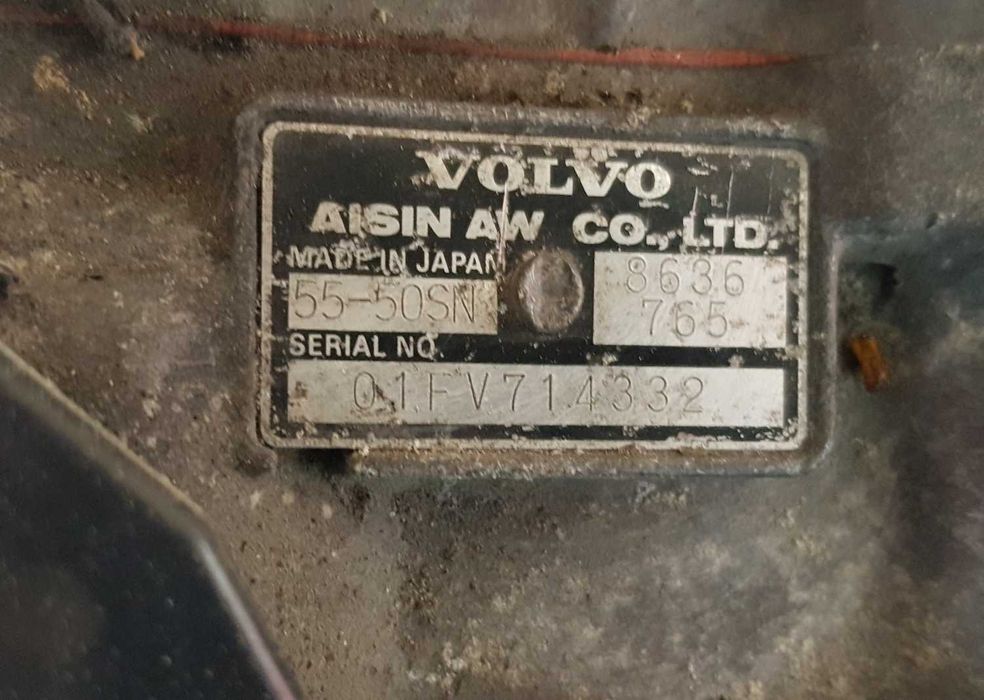 VOLVO
AISIN AW CO., LTD.
MADE IN JAPAN
55-50SN
8636
765
SERIAL NO.
01FV714332